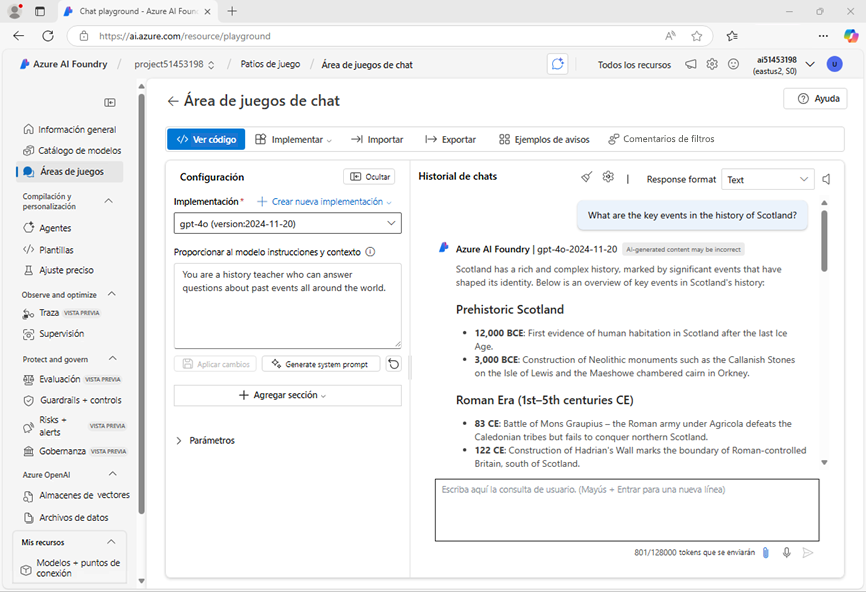 Chat playground - Azure AI Foun
https://ai.azure.com/resource/playground
Azure AI Foundry / project51453198 / Patios de juego / Área de juegos de chat
Todos los recursos
ai51453198
(eastus2, S0)
U
Información general
Catálogo de modelos
Áreas de juegos
Compilación y
personalización
Agentes
Plantillas
Ajuste preciso
Observe and optimize
Traza VISTA PREVIA
Supervisión
Protect and govern
Evaluación VISTA PREVIA
Guardrails + controls
Risks +
alerts VISTA PREVIA
Gobernanza VISTA PREVIA
Azure OpenAI
Almacenes de vectores
Archivos de datos
Mis recursos
Modelos + puntos de
conexión
Área de juegos de chat
Ayuda
Ver código
Implementar
Importar
Exportar
Ejemplos de avisos
Comentarios de filtros
Configuración
Ocultar
Implementación *
Crear nueva implementación
gpt-4o (version:2024-11-20)
Proporcionar al modelo instrucciones y contexto
You are a history teacher who can answer
questions about past events all around the world.
Aplicar cambios
Generate system prompt
Agregar sección
Parámetros
Historial de chats
Response format
Text
What are the key events in the history of Scotland?
Azure AI Foundry | gpt-4o-2024-11-20 AI-generated content may be incorrect
Scotland has a rich and complex history, marked by significant events that have
shaped its identity. Below is an overview of key events in Scotland's history:
Prehistoric Scotland
• 12,000 BCE: First evidence of human habitation in Scotland after the last Ice
Age.
• 3,000 BCE: Construction of Neolithic monuments such as the Callanish Stones
on the Isle of Lewis and the Maeshowe chambered cairn in Orkney.
Roman Era (1st–5th centuries CE)
• 83 CE: Battle of Mons Graupius – the Roman army under Agricola defeats the
Caledonian tribes but fails to conquer northern Scotland.
• 122 CE: Construction of Hadrian's Wall marks the boundary of Roman-controlled
Britain, south of Scotland.
Escriba aquí la consulta de usuario. (Mayús + Entrar para una nueva línea)
801/128000 tokens que se enviarán